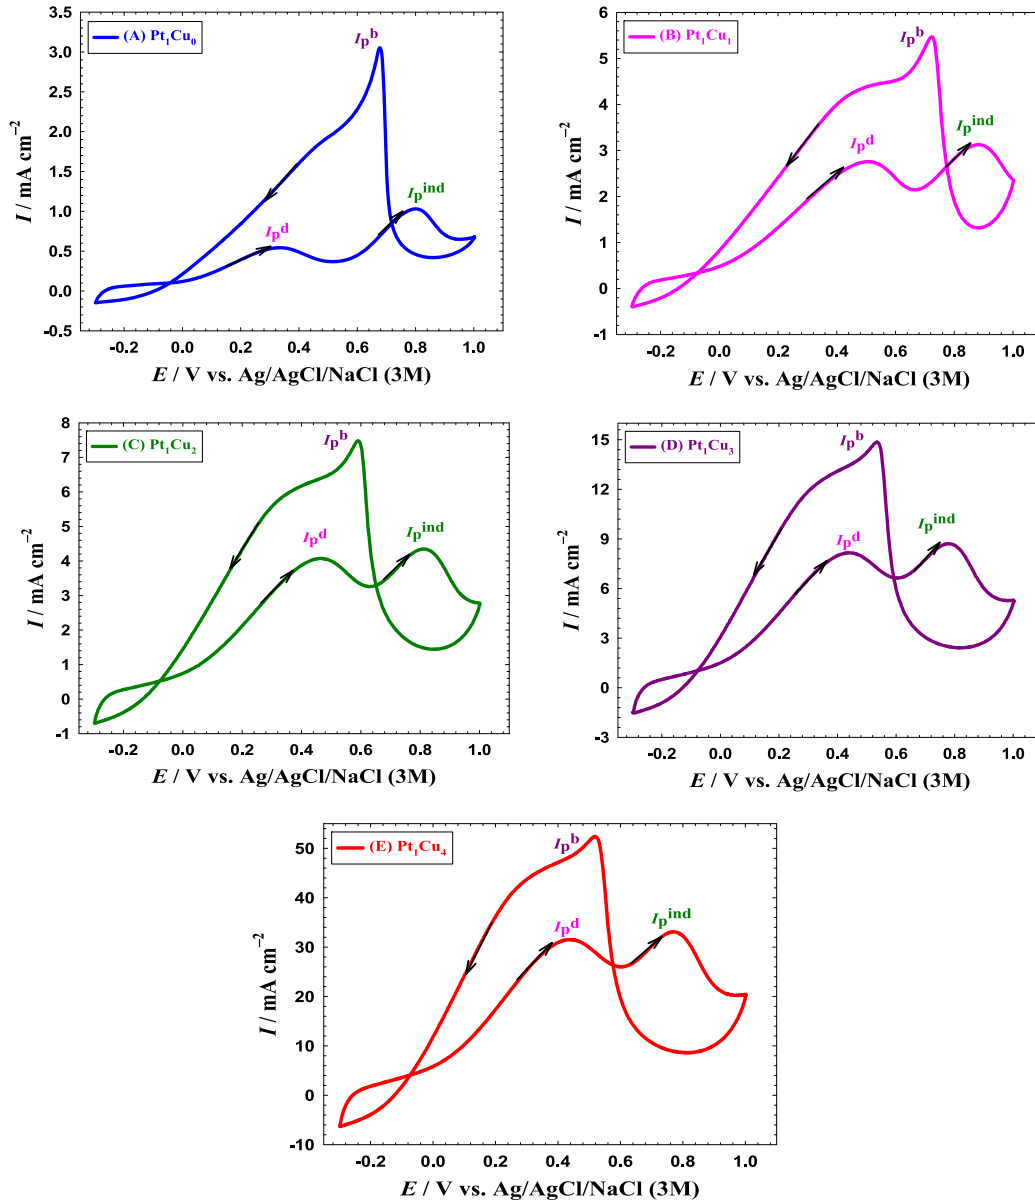 (A) Pt₁Cu₀
Iₚᵇ
Iₚᵈ
Iₚⁱⁿᵈ
I / mA cm⁻²
3.5
3.0
2.5
2.0
1.5
1.0
0.5
0.0
-0.5
-0.2 0.0 0.2 0.4 0.6 0.8 1.0
E / V vs. Ag/AgCl/NaCl (3M)
(B) Pt₁Cu₁
Iₚᵇ
Iₚᵈ
Iₚⁱⁿᵈ
I / mA cm⁻²
6
5
4
3
2
1
0
-1
-0.2 0.0 0.2 0.4 0.6 0.8 1.0
E / V vs. Ag/AgCl/NaCl (3M)
(C) Pt₁Cu₂
Iₚᵇ
Iₚᵈ
Iₚⁱⁿᵈ
I / mA cm⁻²
8
7
6
5
4
3
2
1
0
-1
-0.2 0.0 0.2 0.4 0.6 0.8 1.0
E / V vs. Ag/AgCl/NaCl (3M)
(D) Pt₁Cu₃
Iₚᵇ
Iₚᵈ
Iₚⁱⁿᵈ
I / mA cm⁻²
15
12
9
6
3
0
-3
-0.2 0.0 0.2 0.4 0.6 0.8 1.0
E / V vs. Ag/AgCl/NaCl (3M)
(E) Pt₁Cu₄
Iₚᵇ
Iₚᵈ
Iₚⁱⁿᵈ
I / mA cm⁻²
50
40
30
20
10
0
-10
-0.2 0.0 0.2 0.4 0.6 0.8 1.0
E / V vs. Ag/AgCl/NaCl (3M)